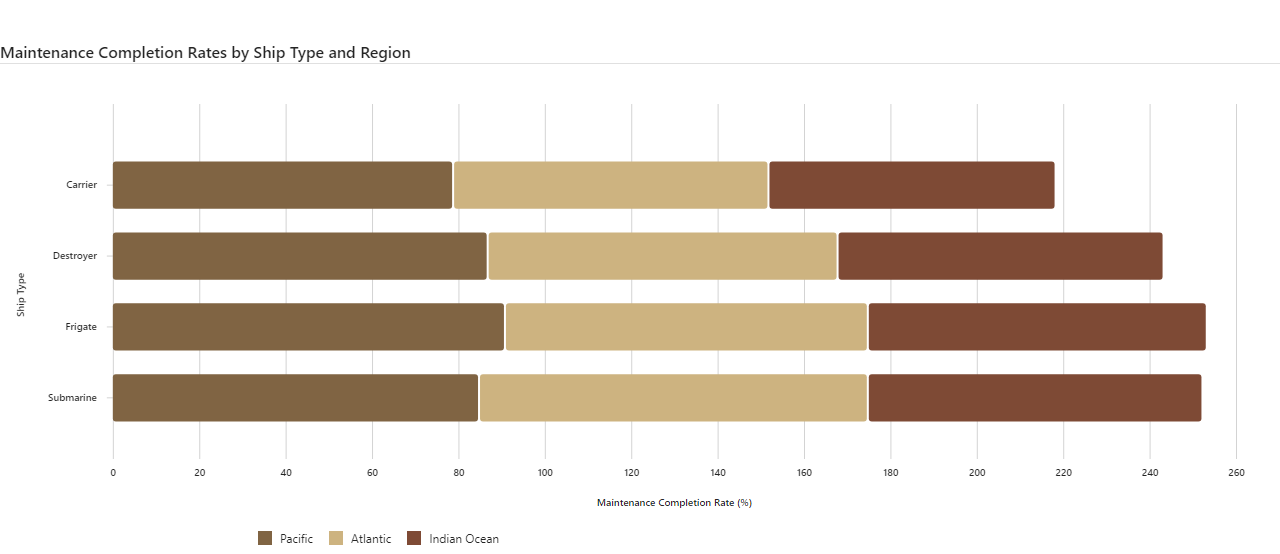 Maintenance Completion Rates by Ship Type and Region
Ship Type
Carrier
Destroyer
Frigate
Submarine
0 20 40 60 80 100 120 140 160 180 200 220 240 260
Maintenance Completion Rate (%)
Pacific Atlantic Indian Ocean